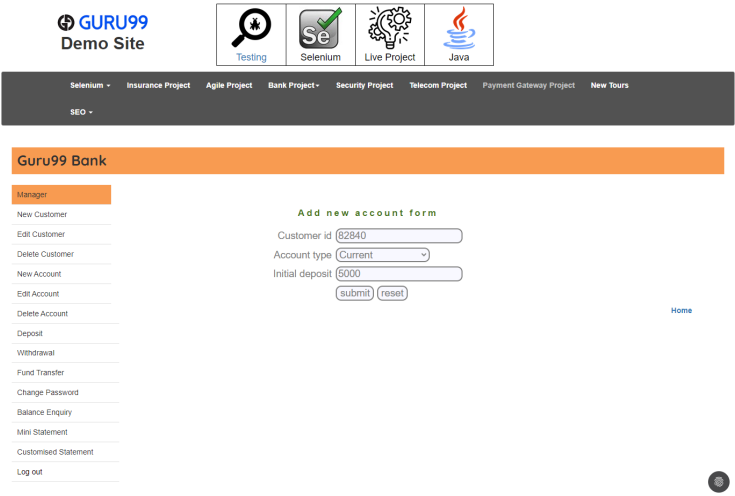 GURU99
Demo Site
Testing
Selenium
Live Project
Java
Se
Selenium Insurance Project Agile Project Bank Project Security Project Telecom Project Payment Gateway Project New Tours
SEO
Guru99 Bank
Manager
New Customer
Edit Customer
Delete Customer
New Account
Edit Account
Delete Account
Deposit
Withdrawal
Fund Transfer
Change Password
Balance Enquiry
Mini Statement
Customised Statement
Log out
Add new account form
Customer id 82840
Account type Current
Initial deposit 5000
submit reset
Home